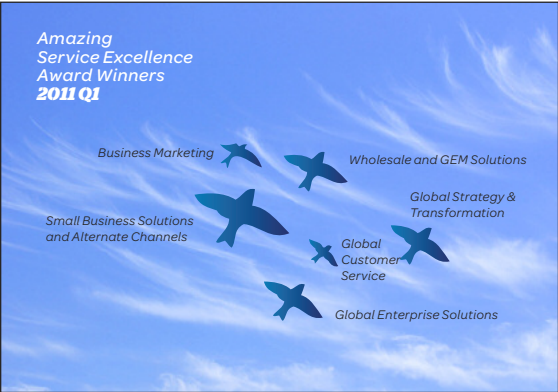 Amazing
Service Excellence
Award Winners
2011 Q1
Business Marketing
Wholesale and GEM Solutions
Global Strategy &
Transformation
Small Business Solutions
and Alternate Channels
Global
Customer
Service
Global Enterprise Solutions